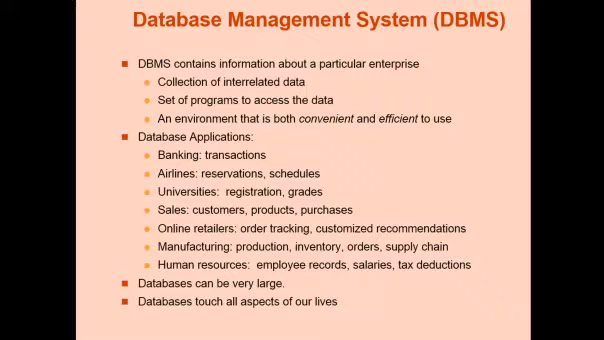 Database Management System (DBMS)
DBMS contains information about a particular enterprise
Collection of interrelated data
Set of programs to access the data
An environment that is both convenient and efficient to use
Database Applications:
Banking: transactions
Airlines: reservations, schedules
Universities:  registration, grades
Sales: customers, products, purchases
Online retailers: order tracking, customized recommendations
Manufacturing: production, inventory, orders, supply chain
Human resources:  employee records, salaries, tax deductions
Databases can be very large.
Databases touch all aspects of our lives